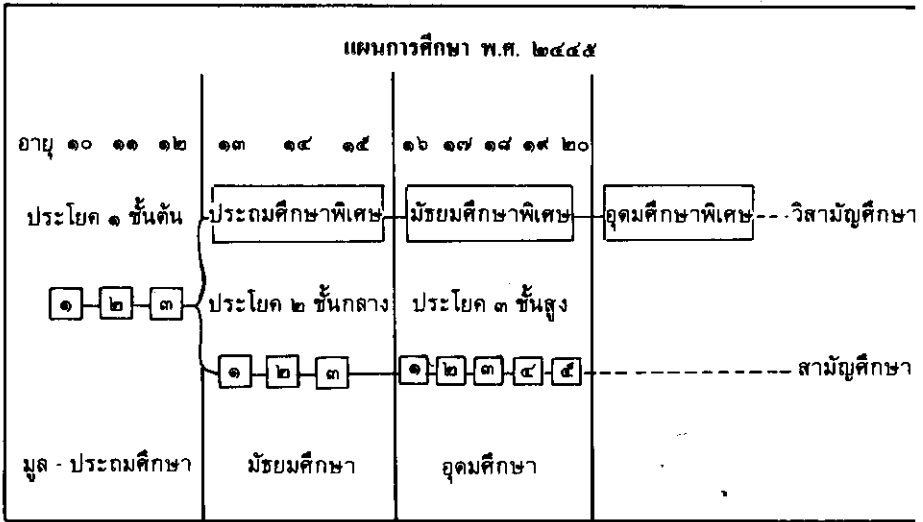 แผนการศึกษา พ.ศ. ๒๔๔๕
อายุ ๑๐ ๑๑ ๑๒ ๑๓ ๑๔ ๑๕ ๑๖ ๑๗ ๑๘ ๑๙ ๒๐
ประโยค ๑ ชั้นต้น ประถมศึกษาพิเศษ มัธยมศึกษาพิเศษ อุดมศึกษาพิเศษ วิสามัญศึกษา
๑ ๒ ๓ ประโยค ๒ ชั้นกลาง ประโยค ๓ ชั้นสูง
๑ ๒ ๓ ๑ ๒ ๓ ๔ ๕ สามัญศึกษา
มูล - ประถมศึกษา มัธยมศึกษา อุดมศึกษา